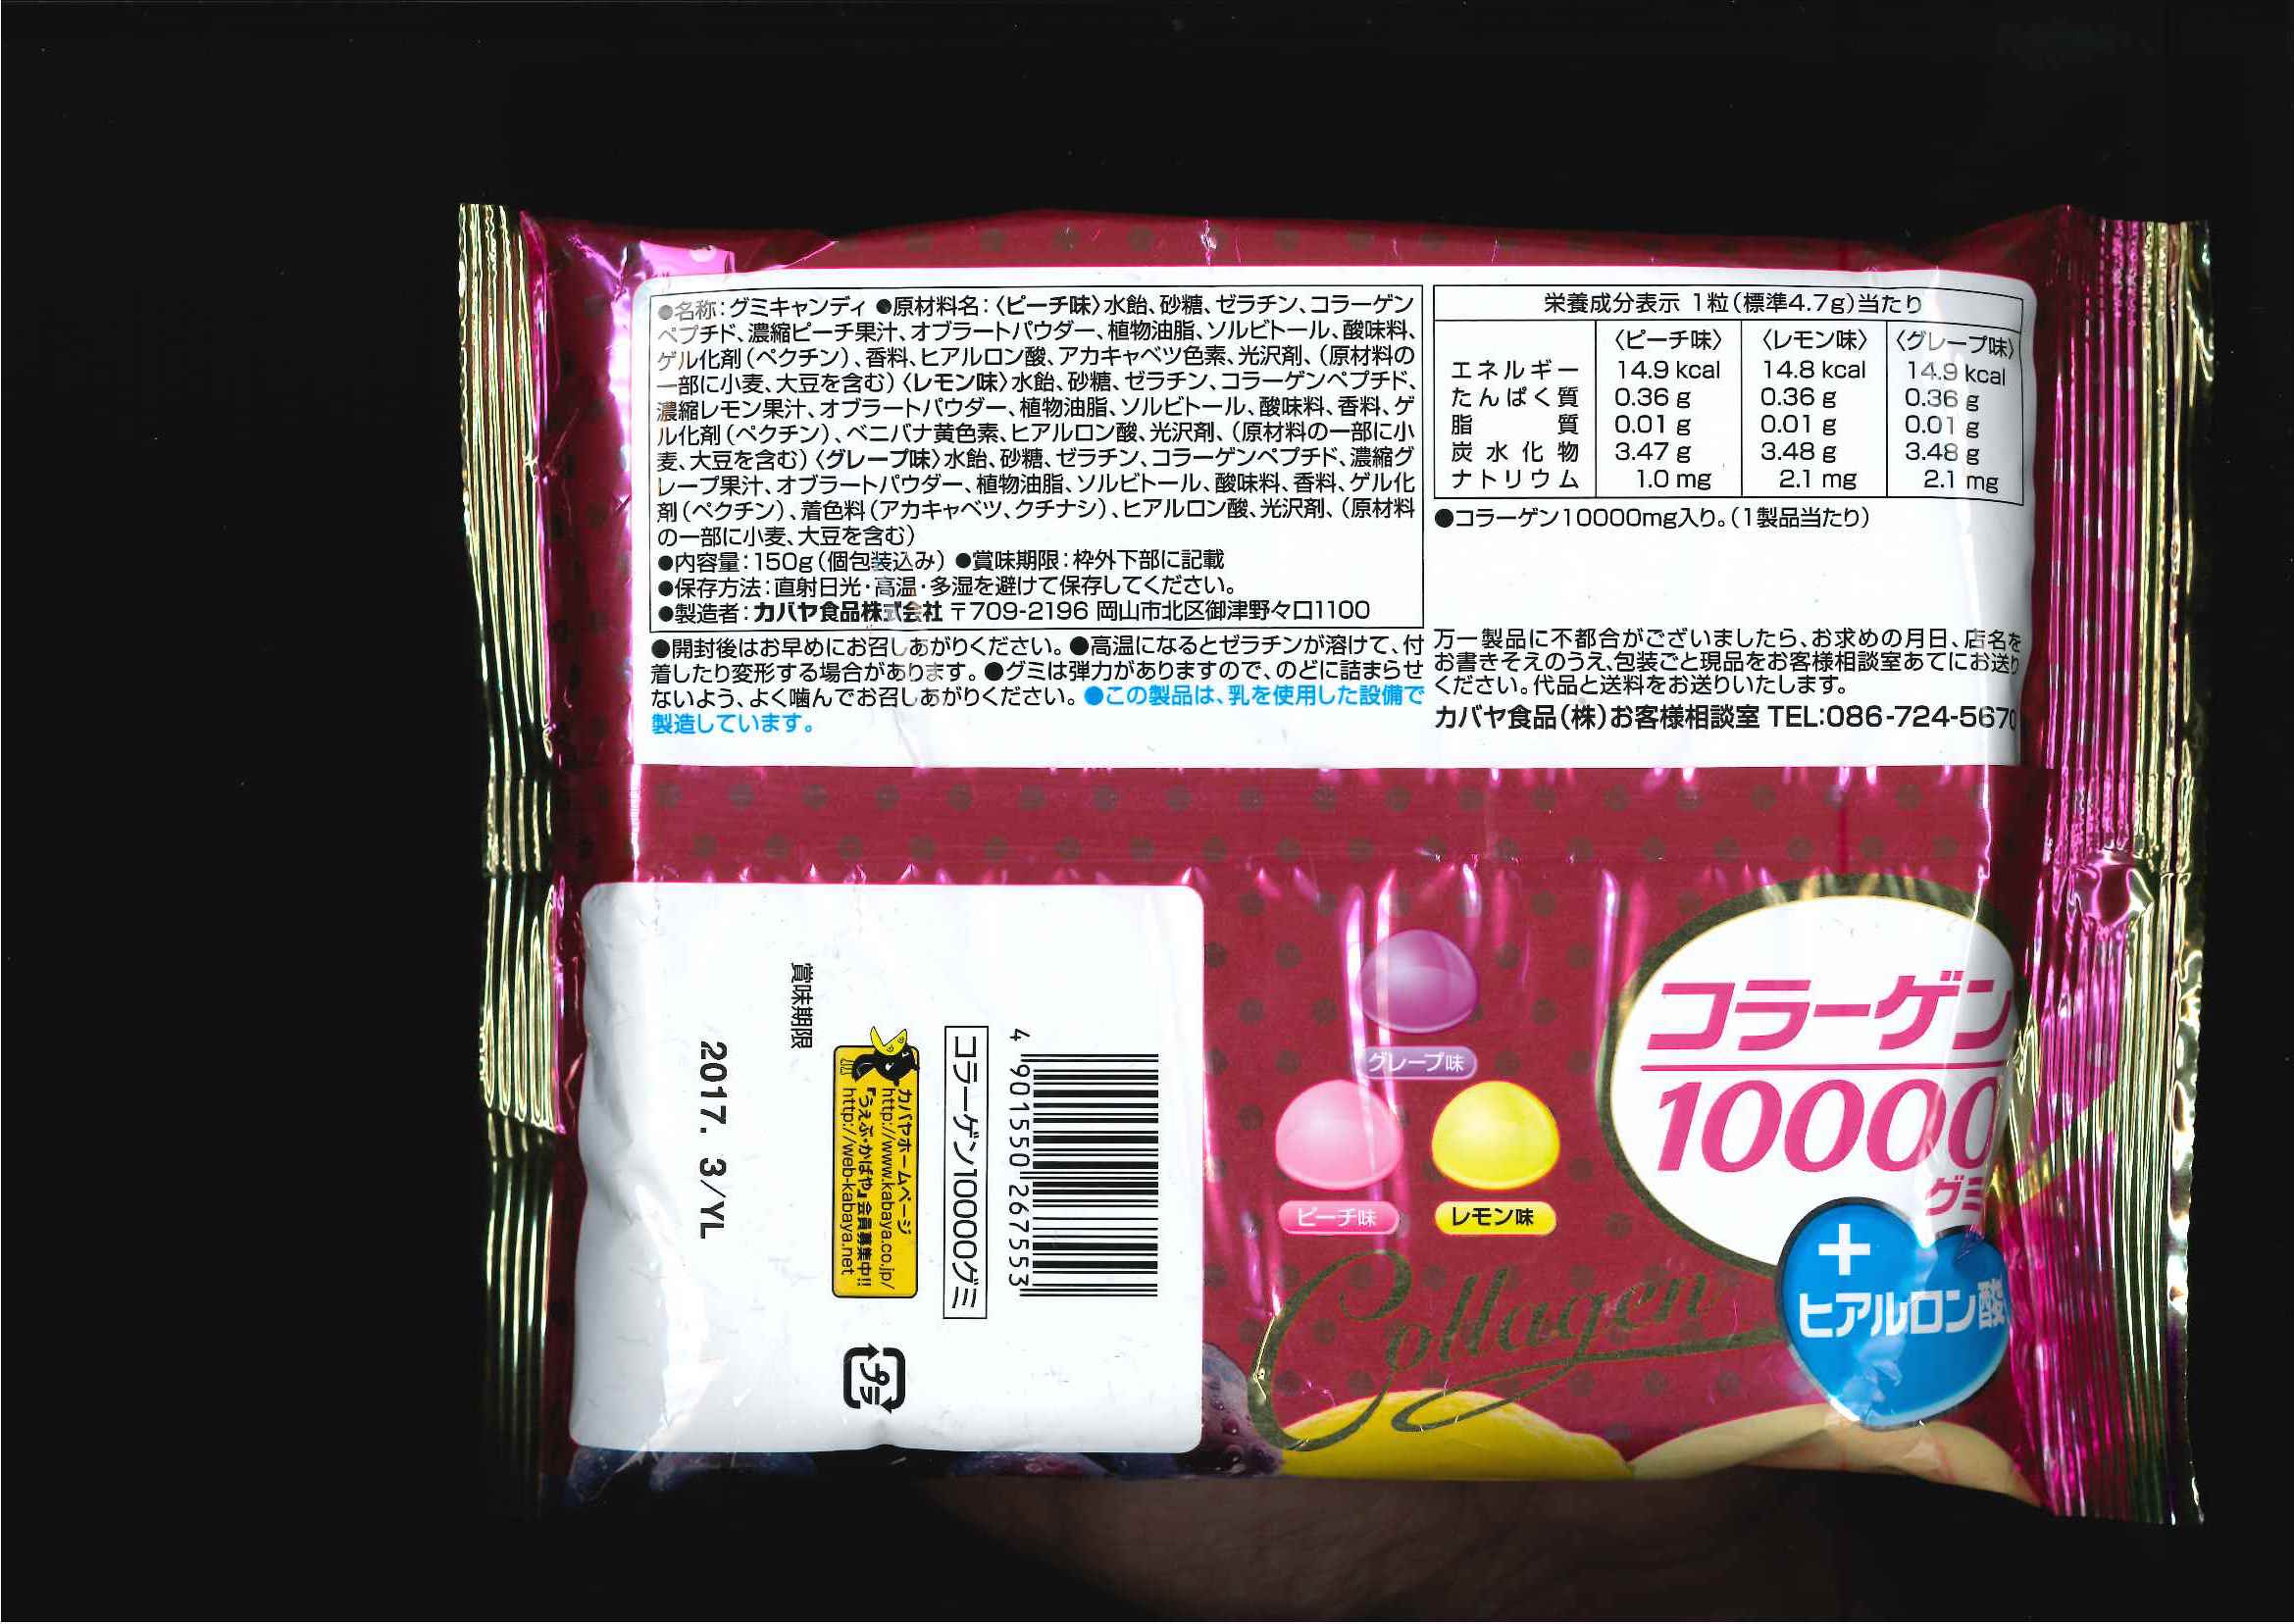 ●名称：グミキャンディ ●原材料名：〈ピーチ味〉水飴、砂糖、ゼラチン、コラーゲン
ペプチド、濃縮ピーチ果汁、オブラートパウダー、植物油脂、ソルビトール、酸味料、
ゲル化剤（ペクチン）、香料、ヒアルロン酸、アカキャベツ色素、光沢剤、（原材料の
一部に小麦、大豆を含む）〈レモン味〉水飴、砂糖、ゼラチン、コラーゲンペプチド、
濃縮レモン果汁、オブラートパウダー、植物油脂、ソルビトール、酸味料、香料、ゲ
ル化剤（ペクチン）、ベニバナ黄色素、ヒアルロン酸、光沢剤、（原材料の一部に小
麦、大豆を含む）〈グレープ味〉水飴、砂糖、ゼラチン、コラーゲンペプチド、濃縮グ
レープ果汁、オブラートパウダー、植物油脂、ソルビトール、酸味料、香料、ゲル化
剤（ペクチン）、着色料（アカキャベツ、クチナシ）、ヒアルロン酸、光沢剤、（原材料
の一部に小麦、大豆を含む）
●内容量：150g（個包装込み） ●賞味期限：枠外下部に記載
●保存方法：直射日光・高温・多湿を避けて保存してください。
●製造者：カバヤ食品株式会社 〒709-2196 岡山市北区御津野々口1100
●開封後はお早めにお召しあがりください。●高温になるとゼラチンが溶けて、付
着したり変形する場合があります。●グミは弾力がありますので、のどに詰まらせ
ないよう、よく噛んでお召しあがりください。●この製品は、乳を使用した設備で
製造しています。
栄養成分表示 1粒（標準4.7g）当たり
〈ピーチ味〉 〈レモン味〉 〈グレープ味〉
エネルギー 14.9 kcal 14.8 kcal 14.9 kcal
たんぱく質 0.36 g 0.36 g 0.36 g
脂質 0.01 g 0.01 g 0.01 g
炭水化物 3.47 g 3.48 g 3.48 g
ナトリウム 1.0 mg 2.1 mg 2.1 mg
●コラーゲン10000mg入り。（1製品当たり）
万一製品に不都合がございましたら、お求めの月日、店名を
お書きそえのうえ、包装ごと現品をお客様相談室あてにお送り
ください。代品と送料をお送りいたします。
カバヤ食品（株）お客様相談室 TEL:086-724-5670
4 901550 267553
コラーゲン10000グミ
カバヤホームページ
http://www.kabaya.co.jp/
『うぇぶ・かばや』会員募集中!!
http://web-kabaya.net
プラ
賞味期限
2017. 3/YL
グレープ味
ピーチ味
レモン味
コラーゲン
10000
グミ
+
ヒアルロン酸
Collagen